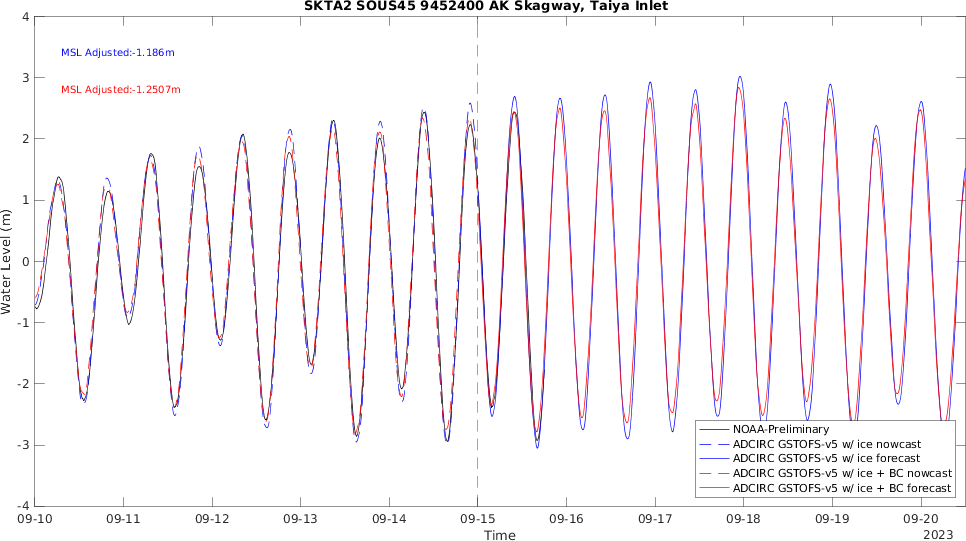 SKTA2 SOUS45 9452400 AK Skagway, Taiya Inlet
4
MSL Adjusted:-1.186m
3
MSL Adjusted:-1.2507m
2
1
Water Level (m)
0
-1
-2
-3
-4
NOAA-Preliminary
ADCIRC GSTOFS-v5 w/ ice nowcast
ADCIRC GSTOFS-v5 w/ ice forecast
ADCIRC GSTOFS-v5 w/ ice + BC nowcast
ADCIRC GSTOFS-v5 w/ ice + BC forecast
09-10 09-11 09-12 09-13 09-14 09-15 09-16 09-17 09-18 09-19 09-20
Time
2023